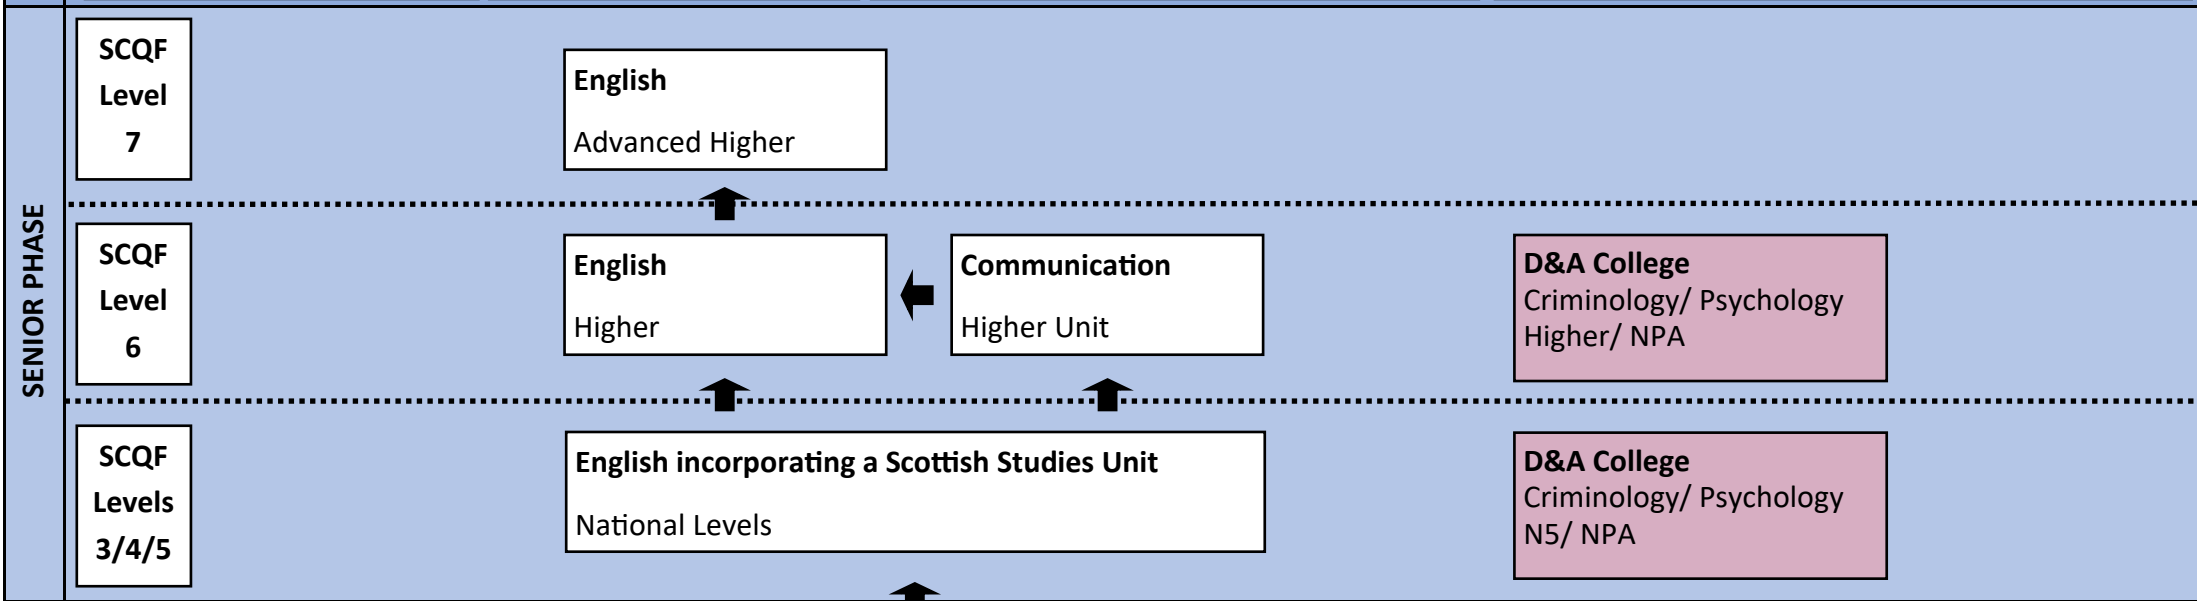 SENIOR PHASE
SCQF
Level
7
English
Advanced Higher
SCQF
Level
6
English
Higher
Communication
Higher Unit
D&A College
Criminology/ Psychology
Higher/ NPA
SCQF
Levels
3/4/5
English incorporating a Scottish Studies Unit
National Levels
D&A College
Criminology/ Psychology
N5/ NPA